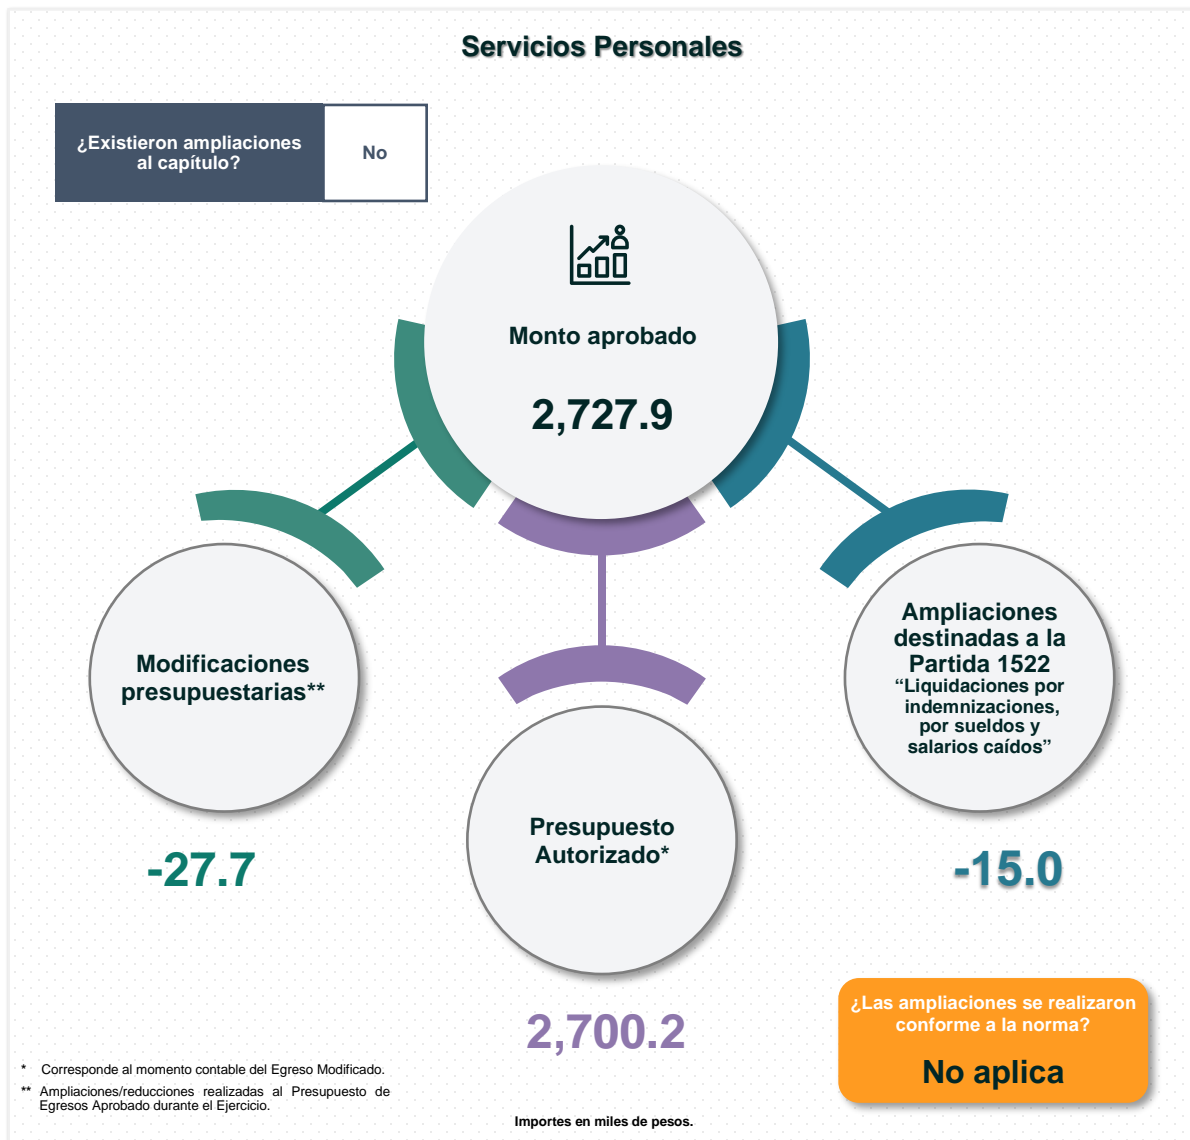 Servicios Personales
¿Existieron ampliaciones
al capítulo?
No
Monto aprobado
2,727.9
Modificaciones
presupuestarias**
-27.7
Presupuesto
Autorizado*
2,700.2
Ampliaciones
destinadas a la
Partida 1522
“Liquidaciones por
indemnizaciones,
por sueldos y
salarios caídos”
-15.0
¿Las ampliaciones se realizaron
conforme a la norma?
No aplica
* Corresponde al momento contable del Egreso Modificado.
** Ampliaciones/reducciones realizadas al Presupuesto de
Egresos Aprobado durante el Ejercicio.
Importes en miles de pesos.